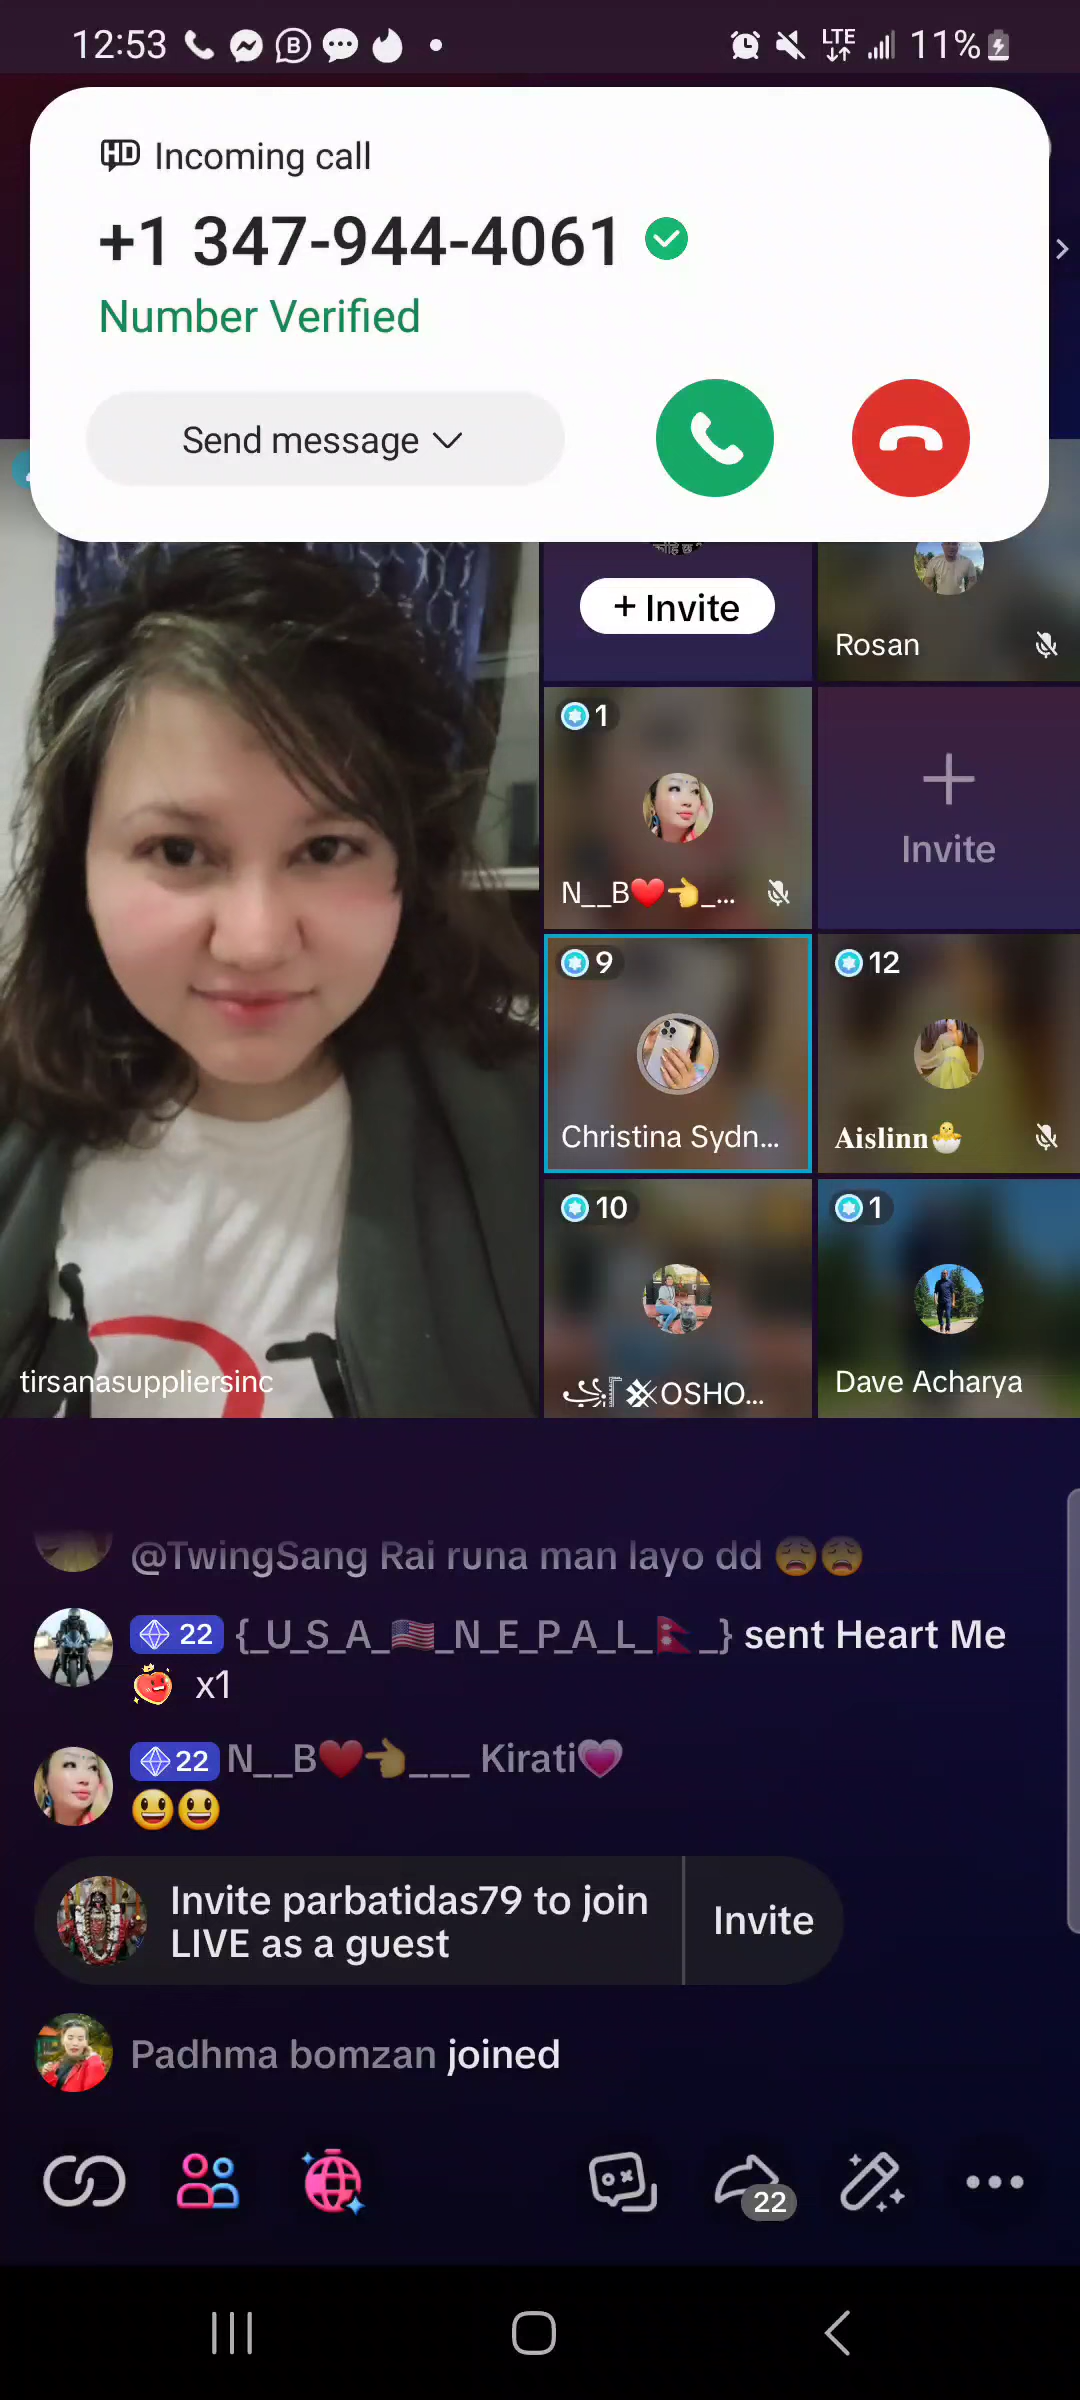 12:53
LTE 11%
Incoming call
+1 347-944-4061
Number Verified
Send message
+ Invite
Rosan
1
N__B❤️👈_...
Invite
9
Christina Sydn...
12
Aislinn🐣
10
OSHO...
1
Dave Acharya
tirsanasuppliersinc
@TwingSang Rai runa man layo dd 😩😩
22 {_U_S_A_🇺🇸_N_E_P_A_L_🇳🇵_} sent Heart Me
x1
22 N__B❤️👈___ Kirati💗
😃😃
Invite parbatidas79 to join
LIVE as a guest
Invite
Padhma bomzan joined
22